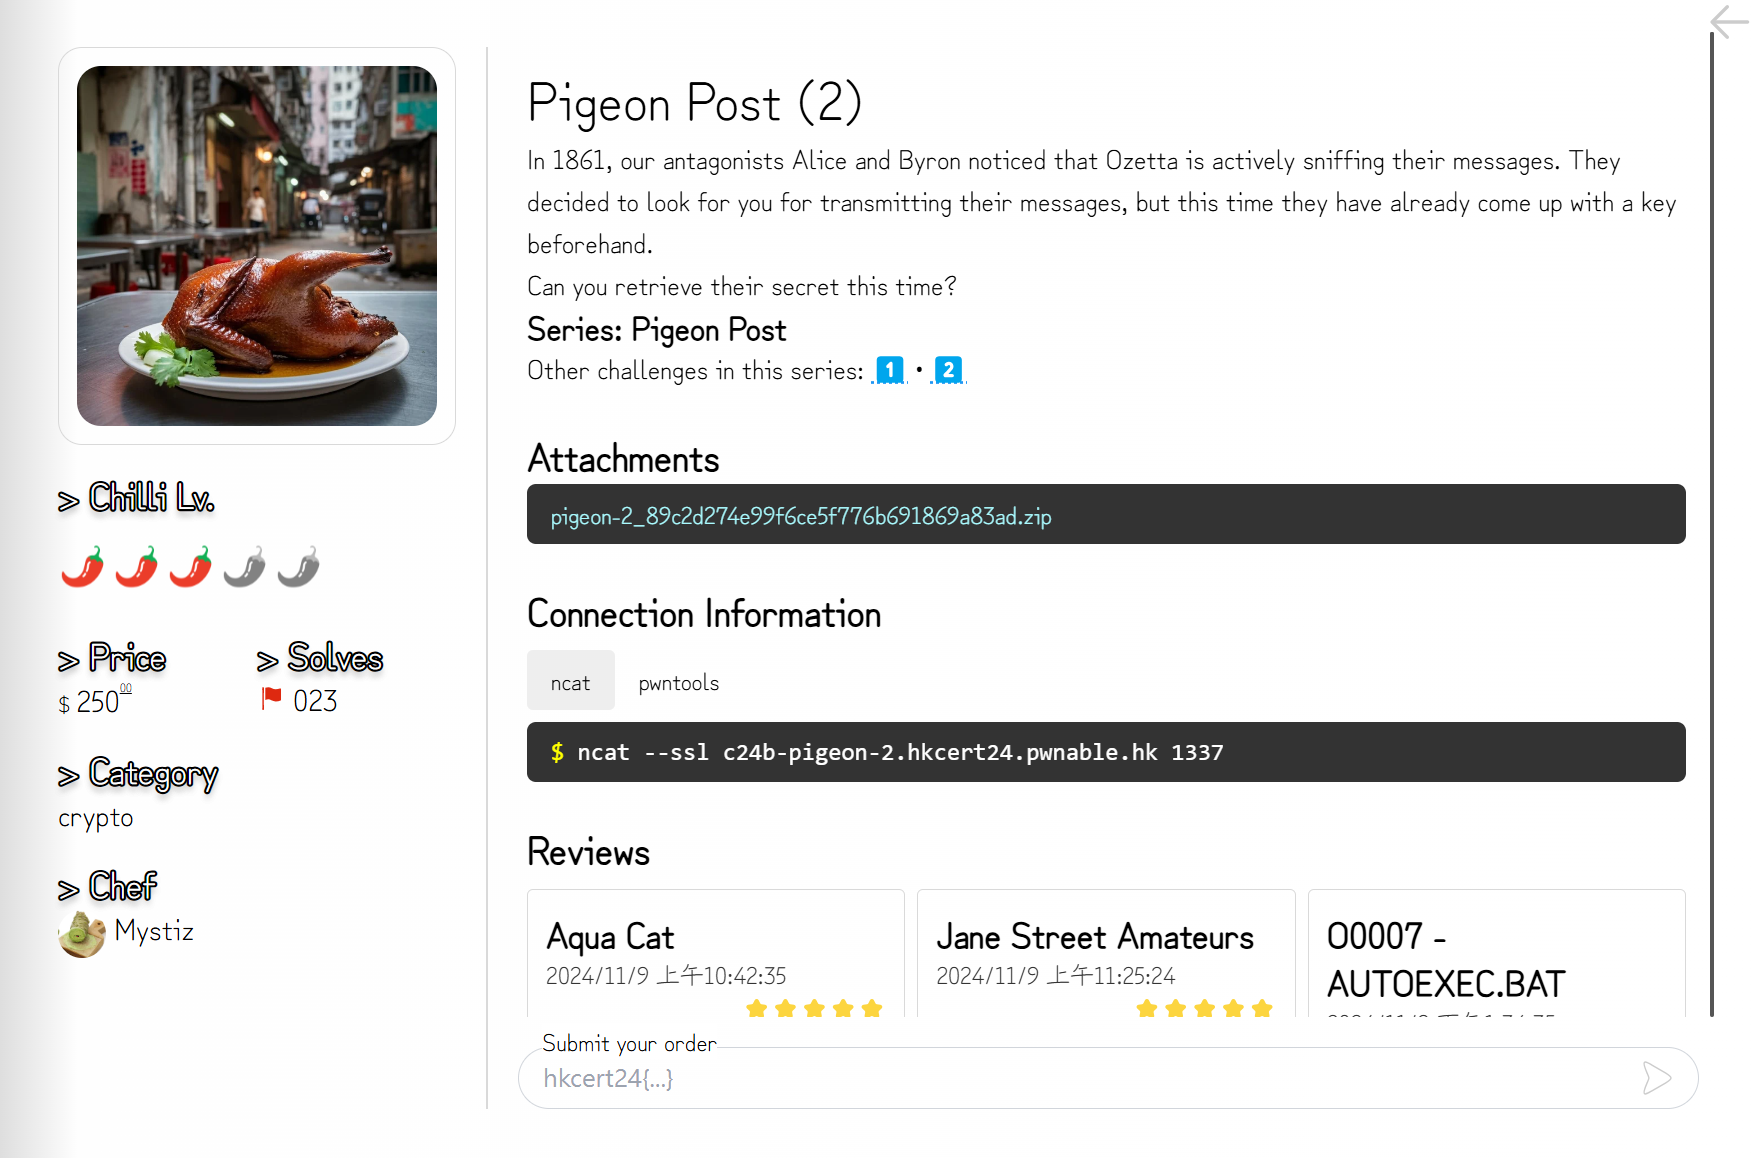 Pigeon Post (2)
In 1861, our antagonists Alice and Byron noticed that Ozetta is actively sniffing their messages. They
decided to look for you for transmitting their messages, but this time they have already come up with a key
beforehand.
Can you retrieve their secret this time?
Series: Pigeon Post
Other challenges in this series: 1 • 2
Attachments
pigeon-2_89c2d274e99f6ce5f776b691869a83ad.zip
Connection Information
ncat pwntools
$ ncat --ssl c24b-pigeon-2.hkcert24.pwnable.hk 1337
Reviews
Aqua Cat
2024/11/9 上午10:42:35
Jane Street Amateurs
2024/11/9 上午11:25:24
O0007 -
AUTOEXEC.BAT
Submit your order
hkcert24{...}
> Chilli Lv.
> Price
$ 250 00
> Solves
023
> Category
crypto
> Chef
Mystiz